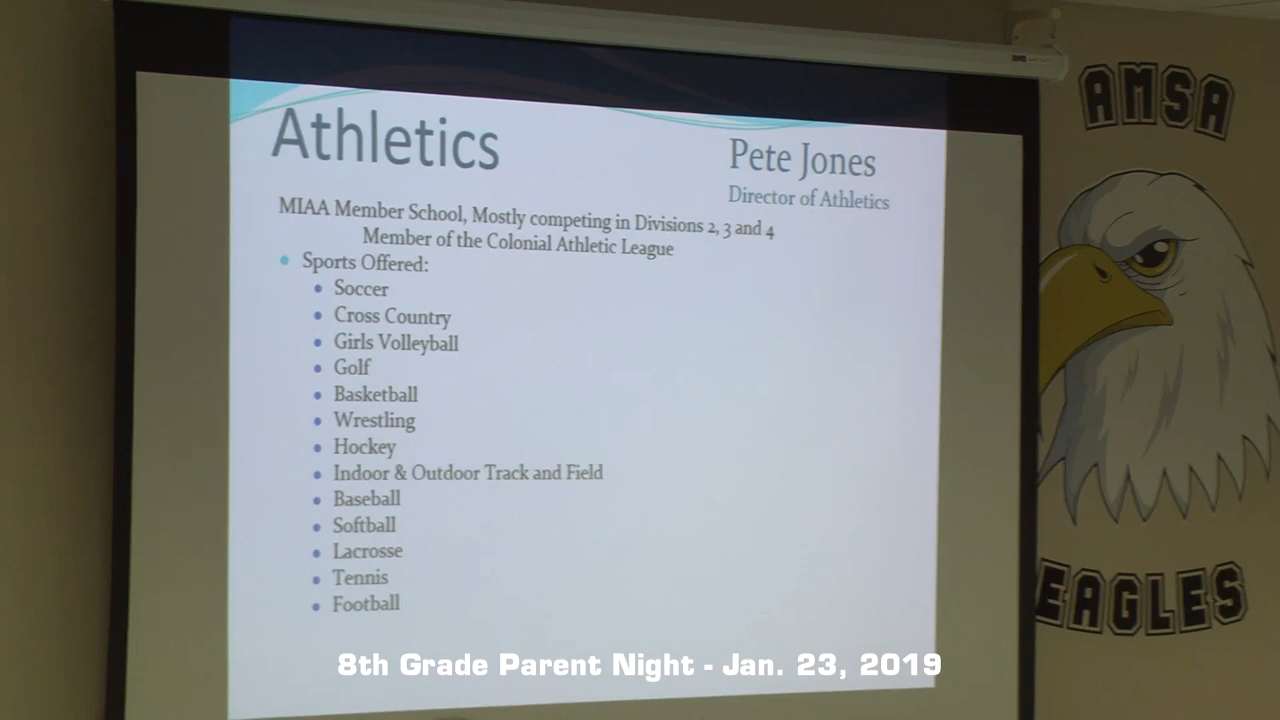 AMSA
Athletics
Pete Jones
Director of Athletics
MIAA Member School, Mostly competing in Divisions 2, 3 and 4
Member of the Colonial Athletic League
• Sports Offered:
• Soccer
• Cross Country
• Girls Volleyball
• Golf
• Basketball
• Wrestling
• Hockey
• Indoor & Outdoor Track and Field
• Baseball
• Softball
• Lacrosse
• Tennis
• Football
EAGLES
8th Grade Parent Night - Jan. 23, 2019